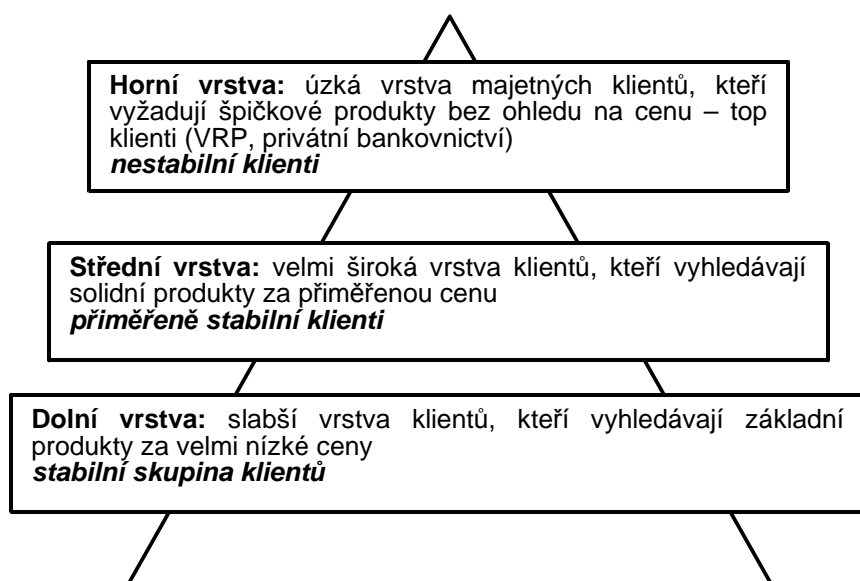 Horní vrstva: úzká vrstva majetných klientů, kteří
vyžadují špičkové produkty bez ohledu na cenu – top
klienti (VRP, privátní bankovnictví)
nestabilní klienti
Střední vrstva: velmi široká vrstva klientů, kteří vyhledávají
solidní produkty za přiměřenou cenu
přiměřeně stabilní klienti
Dolní vrstva: slabší vrstva klientů, kteří vyhledávají základní
produkty za velmi nízké ceny
stabilní skupina klientů